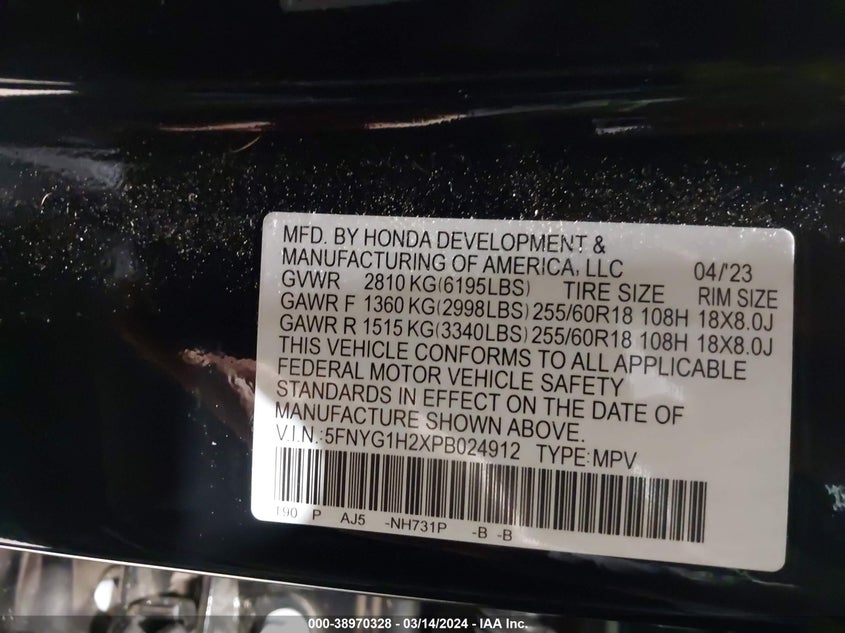 MFD. BY HONDA DEVELOPMENT &
MANUFACTURING OF AMERICA, LLC 04/'23
GVWR 2810 KG(6195LBS) TIRE SIZE RIM SIZE
GAWR F 1360 KG(2998LBS) 255/60R18 108H 18X8.0J
GAWR R 1515 KG(3340LBS) 255/60R18 108H 18X8.0J
THIS VEHICLE CONFORMS TO ALL APPLICABLE
FEDERAL MOTOR VEHICLE SAFETY
STANDARDS IN EFFECT ON THE DATE OF
MANUFACTURE SHOWN ABOVE.
V.I.N.:5FNYG1H2XPB024912 TYPE:MPV
190 P AJ5 -NH731P -B -B
000-38970328 - 03/14/2024 - IAA Inc.